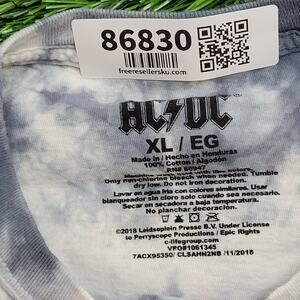 86830
freeresellersku.com
AC DC
XL / EG
Made in / Hecho en Honduras
100% Cotton / Algodón
RN# 90947
Only non-chlorine bleach when needed. Tumble
dry low. Do not iron decoration.
Lavar en agua fria con colores similares. Usar
blanqueador sin cloro solo cuando sea necesario.
Secar en secadora a baja temperatura.
No planchar decoración.
©2018 Leidseplein Presse B.V. Under License
to Perryscope Productions / Epic Rights
c-lifegroup.com
VPO#1061345
7ACX95350/ CLSAHN2NB /11/2018